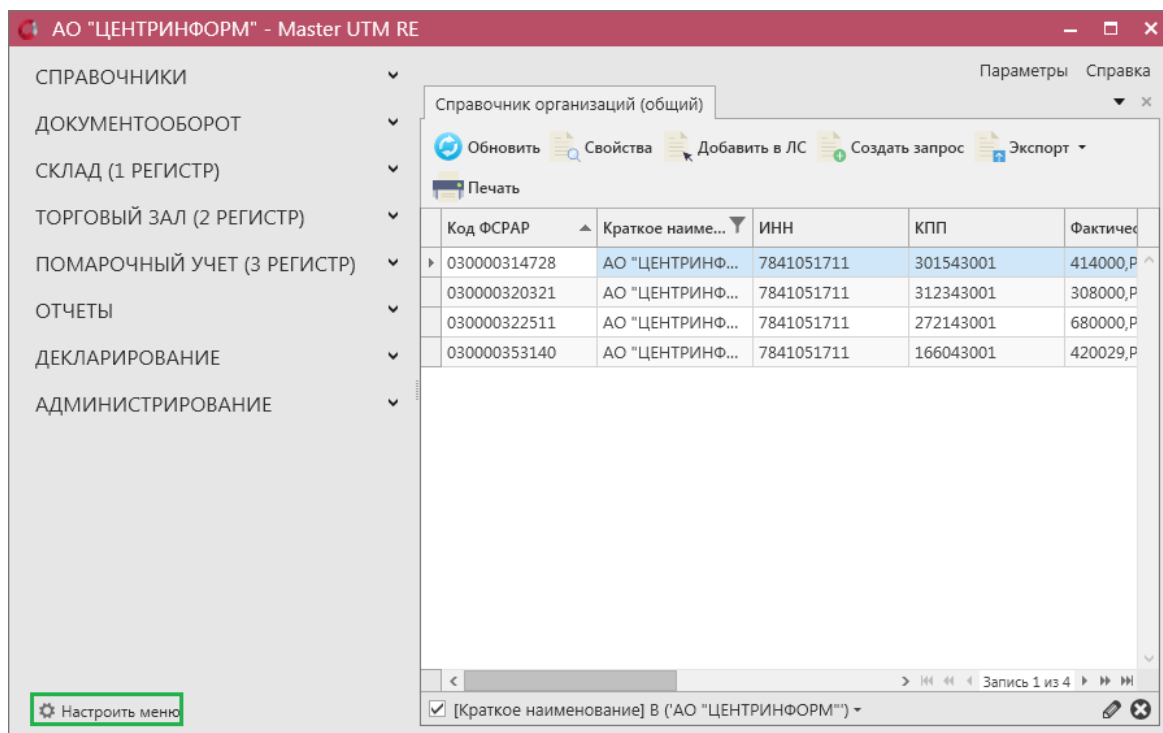 АО "ЦЕНТРИНФОРМ" - Master UTM RE
СПРАВОЧНИКИ
ДОКУМЕНТООБОРОТ
СКЛАД (1 РЕГИСТР)
ТОРГОВЫЙ ЗАЛ (2 РЕГИСТР)
ПОМАРОЧНЫЙ УЧЕТ (3 РЕГИСТР)
ОТЧЕТЫ
ДЕКЛАРИРОВАНИЕ
АДМИНИСТРИРОВАНИЕ
Настроить меню
Параметры Справка
Справочник организаций (общий)
Обновить Свойства Добавить в ЛС Создать запрос Экспорт
Печать
Код ФСРАР Краткое наиме... ИНН КПП Фактичес
030000314728 АО "ЦЕНТРИНФ... 7841051711 301543001 414000,Р
030000320321 АО "ЦЕНТРИНФ... 7841051711 312343001 308000,Р
030000322511 АО "ЦЕНТРИНФ... 7841051711 272143001 680000,Р
030000353140 АО "ЦЕНТРИНФ... 7841051711 166043001 420029,Р
Запись 1 из 4
[Краткое наименование] В ('АО "ЦЕНТРИНФОРМ"')